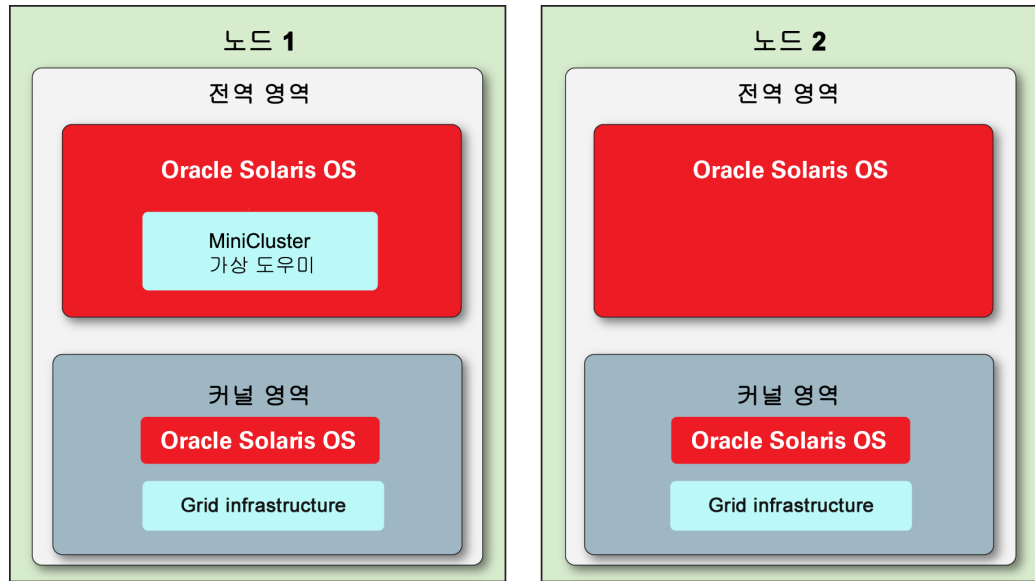 노드 1
전역 영역
Oracle Solaris OS
MiniCluster
가상 도우미
커널 영역
Oracle Solaris OS
Grid infrastructure
노드 2
전역 영역
Oracle Solaris OS
커널 영역
Oracle Solaris OS
Grid infrastructure